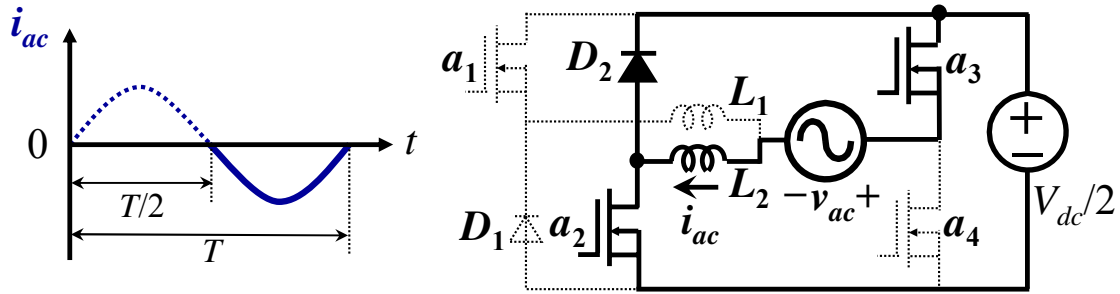 i_ac
0
t
T/2
T
a_1
D_2
a_3
L_1
+
−
L_2
− v_ac +
i_ac
V_dc/2
D_1
a_2
a_4